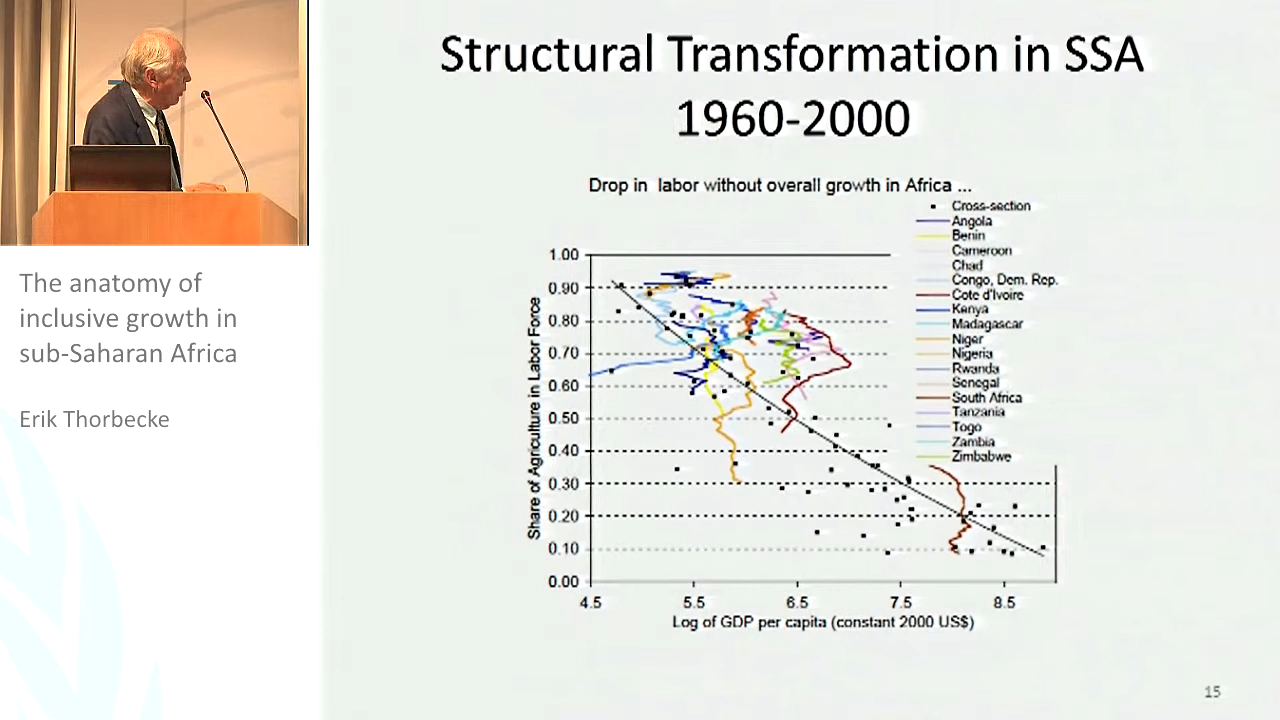 Structural Transformation in SSA
1960-2000
The anatomy of
inclusive growth in
sub-Saharan Africa
Erik Thorbecke
Drop in labor without overall growth in Africa ...
Cross-section
Angola
Benin
Cameroon
Chad
Congo, Dem. Rep.
Cote d'Ivoire
Kenya
Madagascar
Niger
Nigeria
Rwanda
Senegal
South Africa
Tanzania
Togo
Zambia
Zimbabwe
Share of Agriculture in Labor Force
1.00
0.90
0.80
0.70
0.60
0.50
0.40
0.30
0.20
0.10
0.00
4.5 5.5 6.5 7.5 8.5
Log of GDP per capita (constant 2000 US$)
15